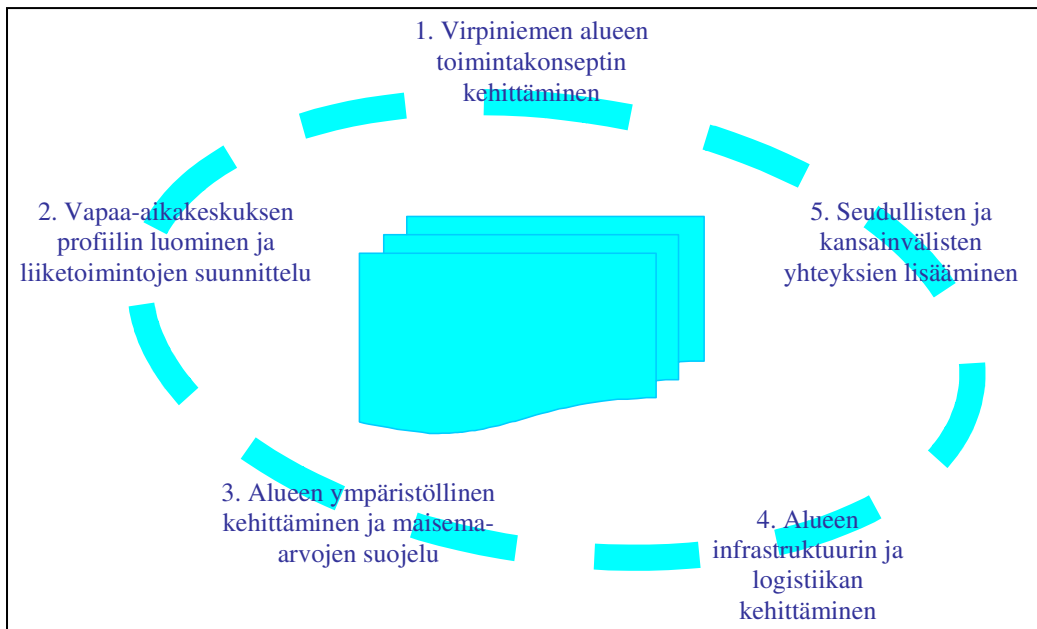 1. Virpiniemen alueen
toimintakonseptin
kehittäminen
2. Vapaa-aikakeskuksen
profiilin luominen ja
liiketoimintojen suunnittelu
3. Alueen ympäristöllinen
kehittäminen ja maisema-
arvojen suojelu
4. Alueen
infrastruktuurin ja
logistiikan
kehittäminen
5. Seudullisten ja
kansainvälisten
yhteyksien lisääminen